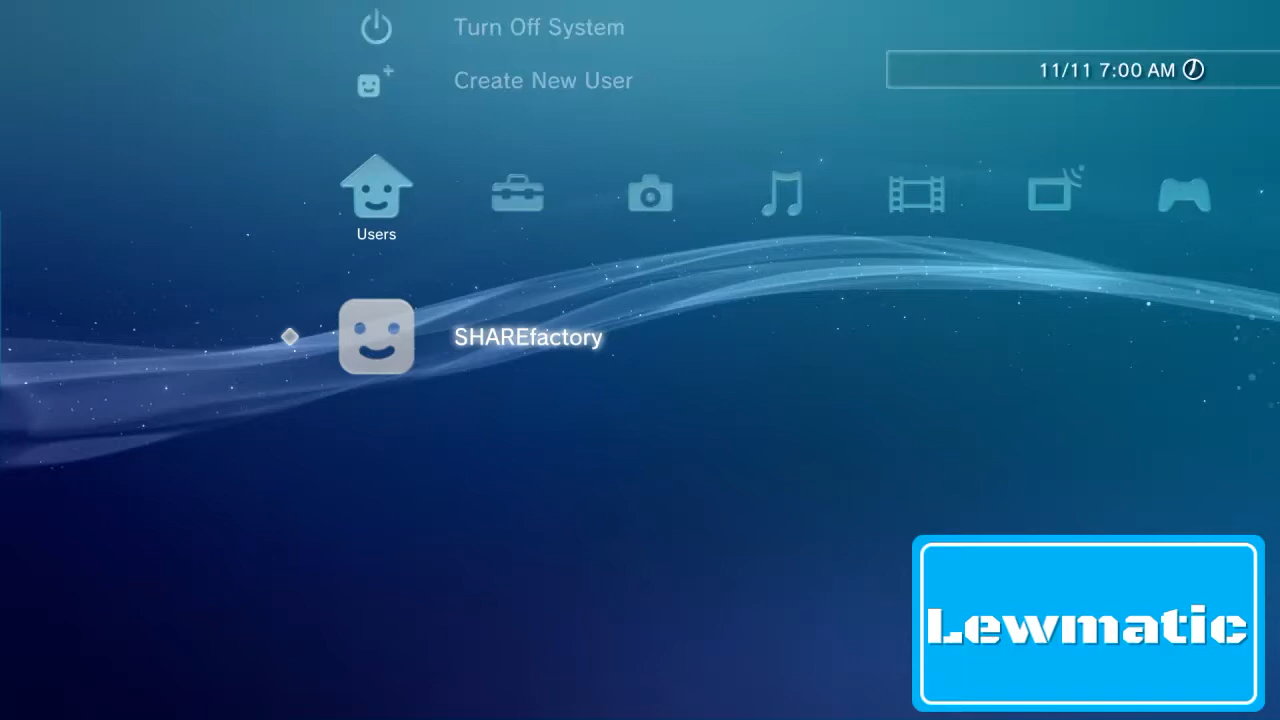 Turn Off System
Create New User
11/11 7:00 AM
Users
SHAREfactory
Lewmatic